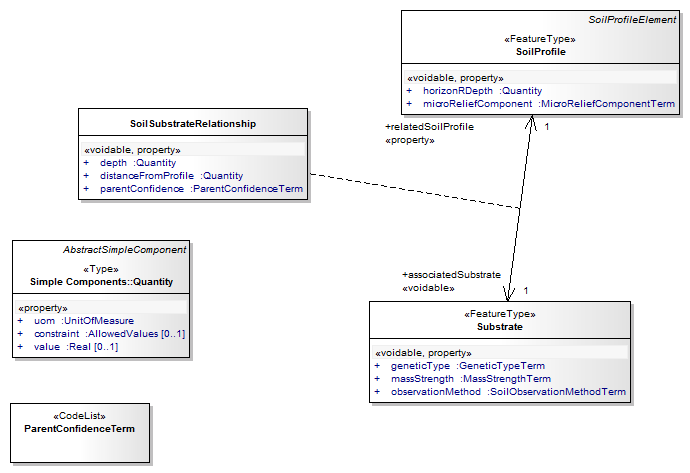 SoilProfileElement
«FeatureType»
SoilProfile
«voidable, property»
+ horizonRDepth :Quantity
+ microReliefComponent :MicroReliefComponentTerm
SoilSubstrateRelationship
«voidable, property»
+ depth :Quantity
+ distanceFromProfile :Quantity
+ parentConfidence :ParentConfidenceTerm
+relatedSoilProfile
«property»
1
AbstractSimpleComponent
«Type»
Simple Components::Quantity
«property»
+ uom :UnitOfMeasure
+ constraint :AllowedValues [0..1]
+ value :Real [0..1]
+associatedSubstrate
«voidable»
1
«FeatureType»
Substrate
«voidable, property»
+ geneticType :GeneticTypeTerm
+ massStrength :MassStrengthTerm
+ observationMethod :SoilObservationMethodTerm
«CodeList»
ParentConfidenceTerm